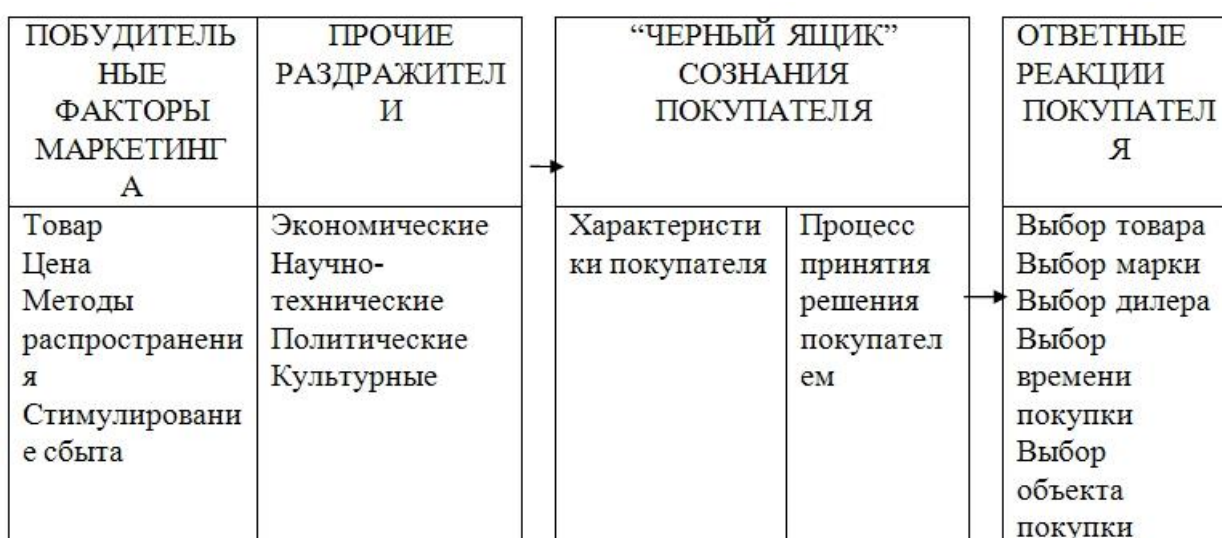 ПОБУДИТЕЛЬ
НЫЕ
ФАКТОРЫ
МАРКЕТИНГ
А
ПРОЧИЕ
РАЗДРАЖИТЕЛ
И
“ЧЕРНЫЙ ЯЩИК”
СОЗНАНИЯ
ПОКУПАТЕЛЯ
ОТВЕТНЫЕ
РЕАКЦИИ
ПОКУПАТЕЛ
Я
Товар
Цена
Методы
распространени
я
Стимулировани
е сбыта
Экономические
Научно-
технические
Политические
Культурные
Характеристи
ки покупателя
Процесс
принятия
решения
покупател
ем
Выбор товара
Выбор марки
Выбор дилера
Выбор
времени
покупки
Выбор
объекта
покупки